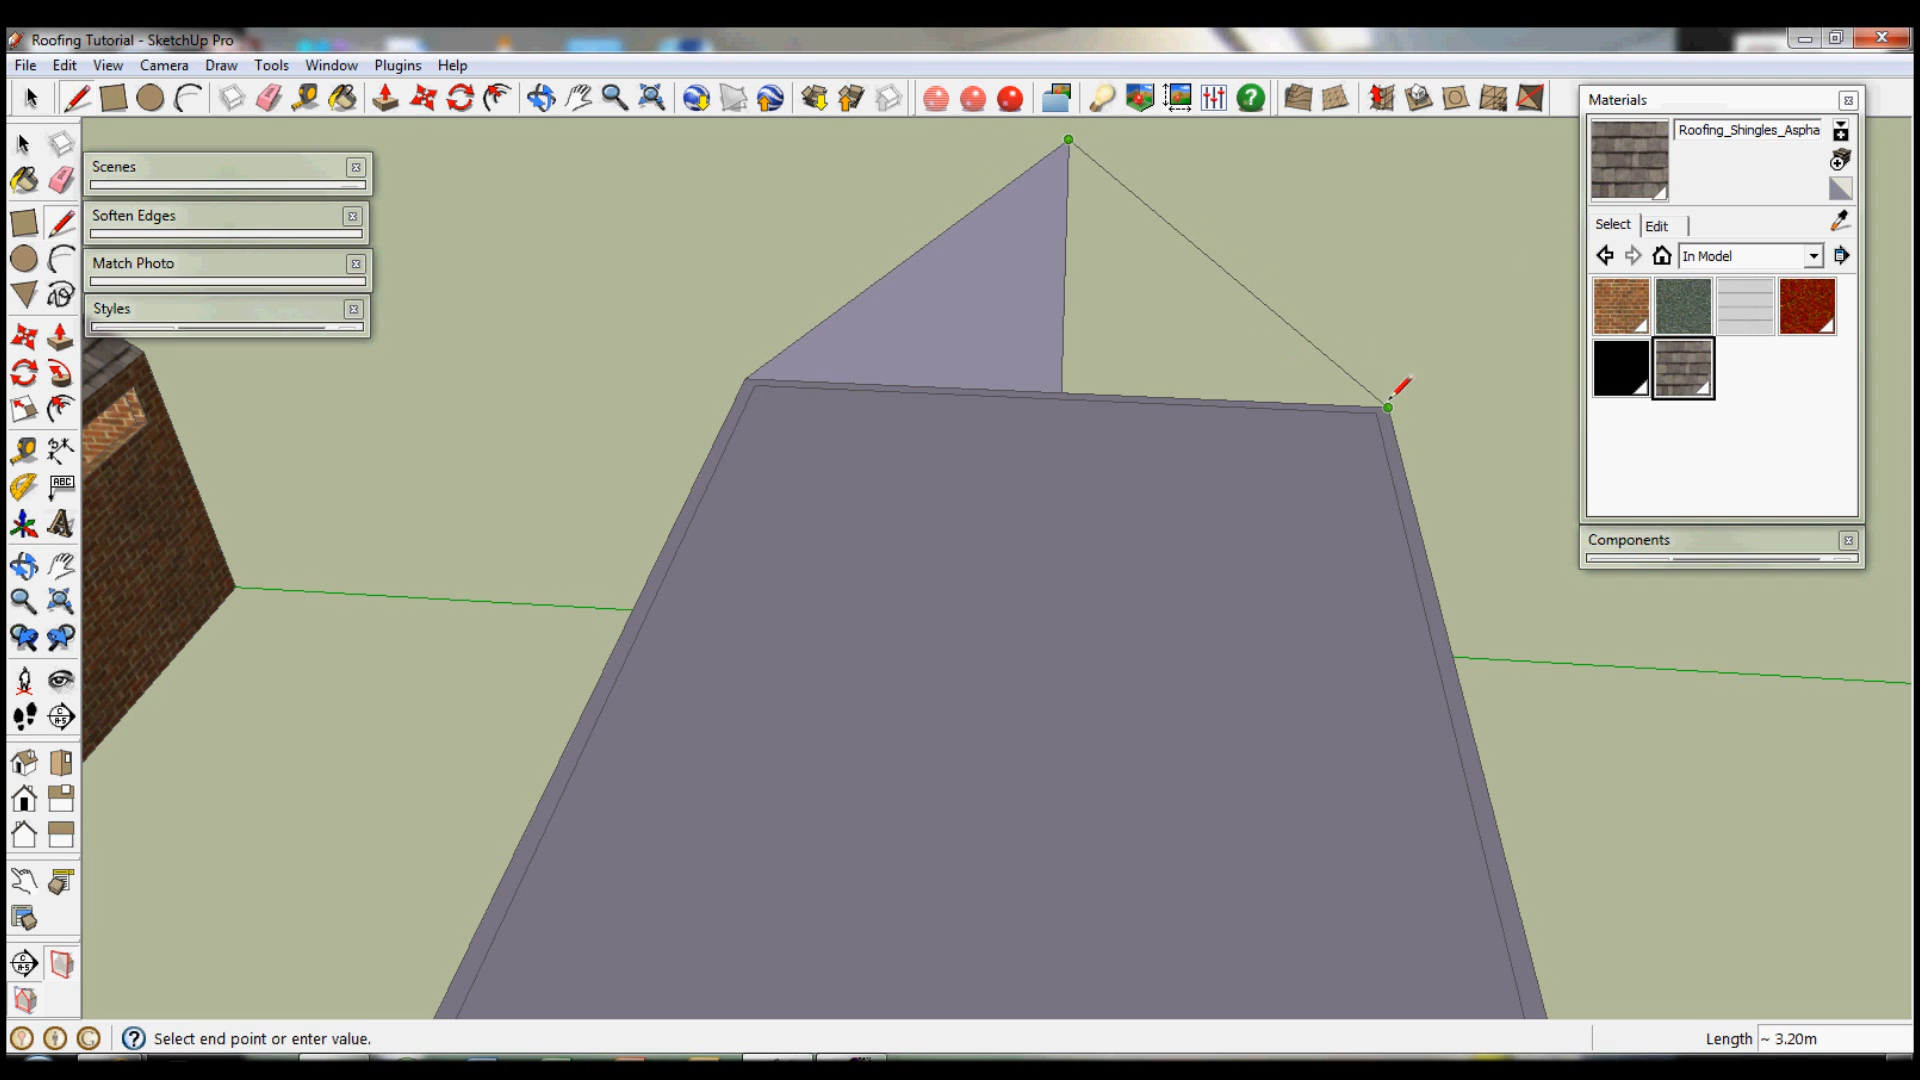 Roofing Tutorial - SketchUp Pro
File Edit View Camera Draw Tools Window Plugins Help
Materials
Roofing_Shingles_Aspha
Scenes
Soften Edges
Match Photo
Styles
Select Edit
In Model
ABC
Components
Select end point or enter value.
Length ~ 3.20m